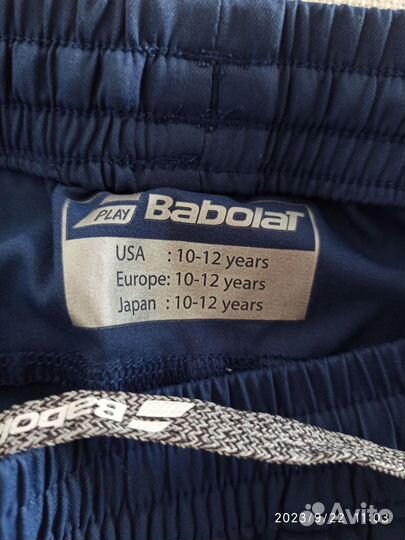 PLAY Babolat
USA : 10-12 years
Europe: 10-12 years
Japan : 10-12 years
Babolat
2023/9/22 11:03
Avito